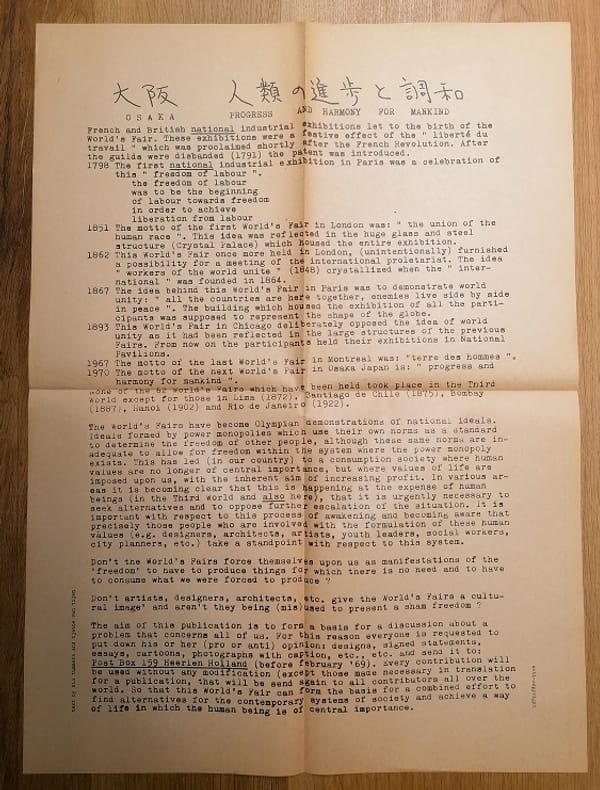 大阪 人類の進歩と調和
OSAKA PROGRESS AND HARMONY FOR MANKIND
French and British national industrial exhibitions let to the birth of the
World's Fair. These exhibitions were a festive effect of the " liberté du
travail " which was proclaimed shortly after the French Revolution. After
the guilds were disbanded (1791) the patent was introduced.
1798 The first national industrial exhibition in Paris was a celebration of
this " freedom of labour ".
the freedom of labour
was to be the beginning
of labour towards freedom
in order to achieve
liberation from labour
1851 The motto of the first World's Fair in London was: " the union of the
human race ". This idea was reflected in the huge glass and steel
structure (Crystal Palace) which housed the entire exhibition.
1862 This World's Fair once more held in London, (unintentionally) furnished
a possibility for a meeting of the international proletariat. The idea
" workers of the world unite " (1848) crystallized when the " inter-
national " was founded in 1864.
1867 The idea behind this World's Fair in Paris was to demonstrate world
unity: " all the countries are here together, enemies live side by side
in peace ". The building which housed the exhibition of all the parti-
cipants was supposed to represent the shape of the globe.
1893 This World's Fair in Chicago deliberately opposed the idea of world
unity as it had been reflected in the large structures of the previous
Fairs. From now on the participants held their exhibitions in National
Pavilions.
1967 The motto of the last World's Fair in Montreal was: "terre des hommes ".
1970 The motto of the next World's Fair in Osaka Japan is: " progress and
harmony for mankind ".
None of the 62 World's Fairs which have been held took place in the Third
World except for those in Lima (1872), Santiago de Chile (1875), Bombay
(1887), Hanoi (1902) and Rio de Janeiro (1922).
The World's Fairs have become Olympian demonstrations of national ideals.
Ideals formed by power monopolies which use their own norms as a standard
to determine the freedom of other people, although these same norms are in-
adequate to allow for freedom within the system where the power monopoly
exists. This has led (in our country) to a consumption society where human
values are no longer of central importance, but where values of life are
imposed upon us, with the inherent aim of increasing profit. In various ar-
eas it is becoming clear that this is happening at the expense of human
beings (in the Third World and also here), that it is urgently necessary to
seek alternatives and to oppose further escalation of the situation. It is
important with respect to this process of awakening and becoming aware that
precisely those people who are involved with the formulation of these human
values (e.g. designers, architects, artists, youth leaders, social workers,
city planners, etc.) take a standpoint with respect to this system.
Don't the World's Fairs force themselves upon us as manifestations of the
'freedom' to have to produce things for which there is no need and to have
to consume what we were forced to produce ?
Don't artists, designers, architects, etc. give the World's Fairs a cultu-
ral image' and aren't they being (mis)used to present a sham freedom ?
The aim of this publication is to form a basis for a discussion about a
problem that concerns all of us. For this reason everyone is requested to
put down his or her (pro or anti) opinion: designs, signed statements,
essays, cartoons, photographs with caption, etc., etc. and send it to:
Post Box 159 Heerlen Holland (before february '69). Every contribution will
be used without any modification (except those made necessary in translation
for a publication, that will be send again to all contributors all over the
world. So that this World's Fair can form the basis for a combined effort to
find alternatives for the contemporary systems of society and achieve a way
of life in which the human being is of central importance.
anti-copyright